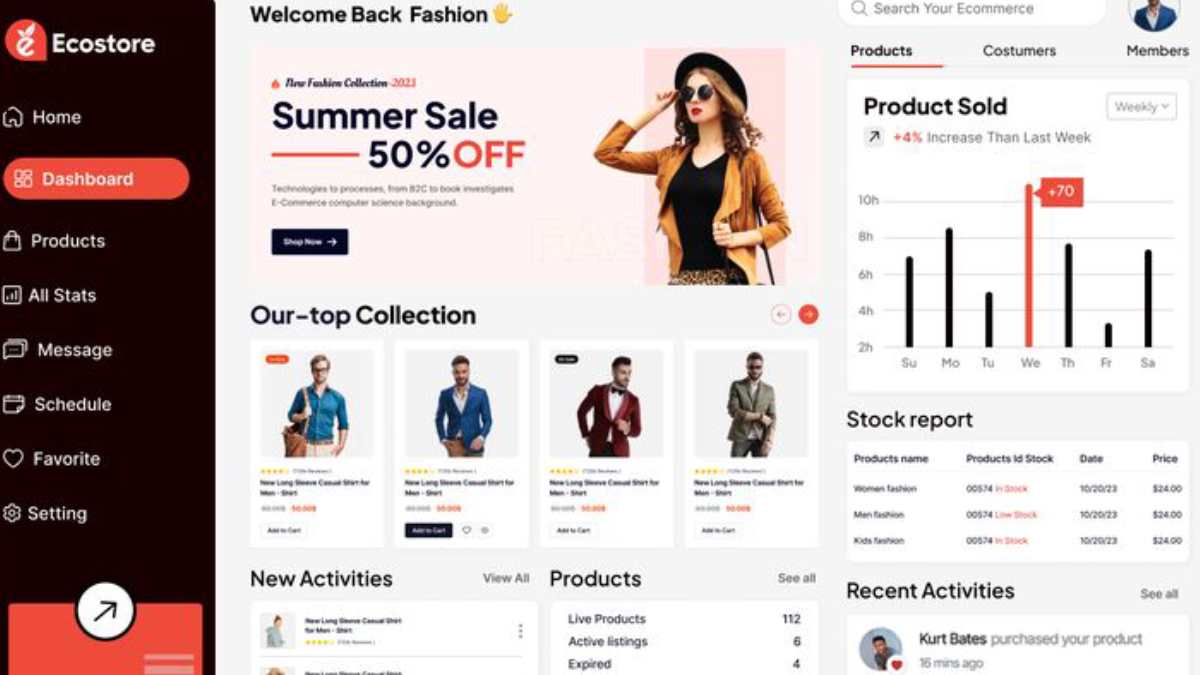 Ecostore
Home
Dashboard
Products
All Stats
Message
Schedule
Favorite
Setting
Welcome Back Fashion
New Fashion Collection-2023
Summer Sale
50%OFF
Technologies to processes, from B2C to book investigates
E-Commerce computer science background.
Shop Now
Our-top Collection
New Long Sleeve Casual Shirt for
Men - Shirt
50.00$
Add to Cart
New Long Sleeve Casual Shirt for
Men - Shirt
50.00$
Add to Cart
New Long Sleeve Casual Shirt for
Men - Shirt
50.00$
Add to Cart
New Long Sleeve Casual Shirt for
Men - Shirt
50.00$
Add to Cart
New Activities
View All
New Long Sleeve Casual Shirt
for Men - Shirt
New Long Sleeve Casual Shirt
Products
See all
Live Products 112
Active listings 6
Expired 4
Search Your Ecommerce
Products Costumers Members
Product Sold
Weekly
+4% Increase Than Last Week
+70
10h
8h
6h
4h
2h
Su Mo Tu We Th Fr Sa
Stock report
Products name Products Id Stock Date Price
Women fashion 00574 In Stock 10/20/23 $24.00
Men fashion 00574 Low Stock 10/20/23 $24.00
Kids fashion 00574 In Stock 10/20/23 $24.00
Recent Activities
See all
Kurt Bates purchased your product
16 mins ago